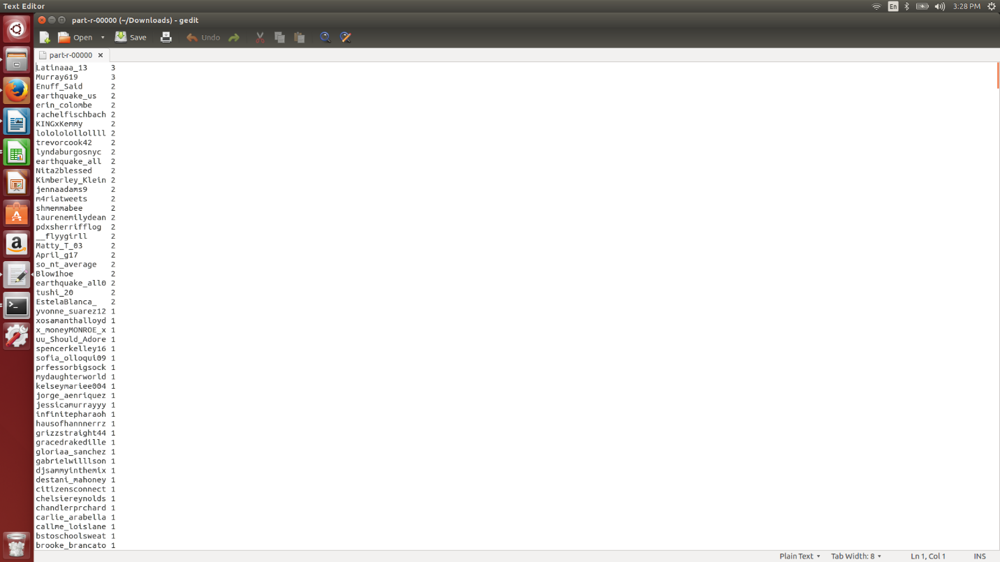 Text Editor
En
3:28 PM
part-r-00000 (~/Downloads) - gedit
Open Save Undo
part-r-00000
Latinaaa_13 3
Murray619 3
Enuff_Said 2
earthquake_us 2
erin_colombe 2
rachelfischbach 2
KINGxKemmy 2
lolololollollll 2
trevorcook42 2
lyndaburgosnyc 2
earthquake_all 2
Nita2blessed 2
Kimberley_Klein 2
jennaadams9 2
m4riatweets 2
shmemmabee 2
laurenemilydean 2
pdxsherrifflog 2
__flyygirll 2
Matty_T_03 2
April_g17 2
so_nt_average 2
Blow1hoe 2
earthquake_all0 2
tushi_20 2
EstelaBlanca_ 2
yvonne_suarez12 1
xosamanthalloyd 1
x_moneyMONROE_x 1
uu_Should_Adore 1
spencerkelley16 1
sofia_olloqui09 1
prfessorbigsock 1
mydaughterworld 1
kelseymariee004 1
jorge_aenriquez 1
jessicamurrayyy 1
infinitepharaoh 1
hausofhannnerrz 1
grizzstraight44 1
gracedrakedille 1
gloriaa_sanchez 1
gabrielwilllson 1
djsammyinthemix 1
destani_mahoney 1
citizensconnect 1
chelsiereynolds 1
chandlerprchard 1
carlie_arabella 1
callme_loislane 1
bstoschoolsweat 1
brooke_brancato 1
Plain Text Tab Width: 8 Ln 1, Col 1 INS